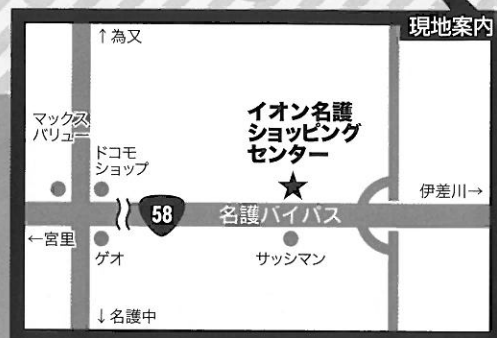 現地案内
↑為又
マックス
バリュー
ドコモ
ショップ
イオン名護
ショッピング
センター
★
伊差川→
58
名護バイパス
←宮里
ゲオ
サッシマン
↓名護中